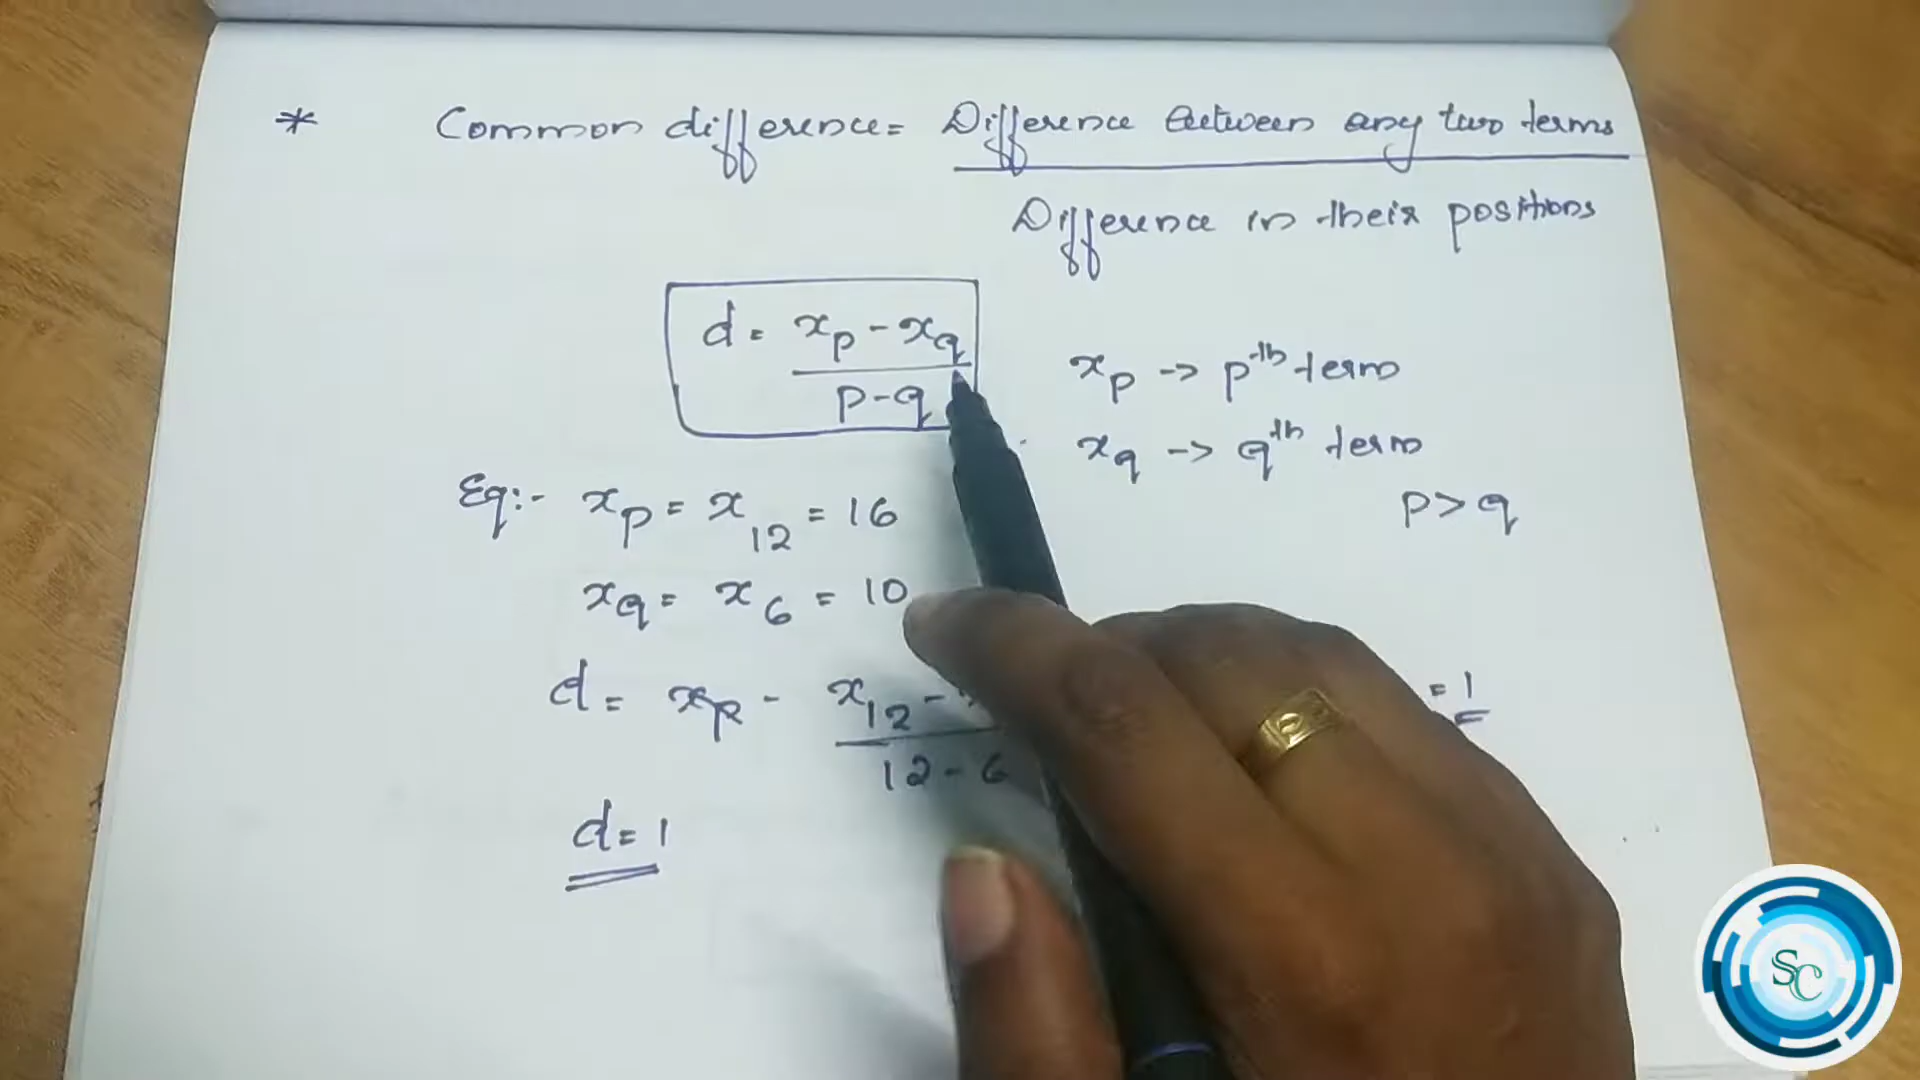 * Common difference = Difference between any two terms
Difference in their positions
d = xp - xq
p - q
xp -> pth term
xq -> qth term
p > q
Eg:- xp = x12 = 16
xq = x6 = 10
d = xp - x12 -
12 - 6
= 1
d = 1
SC